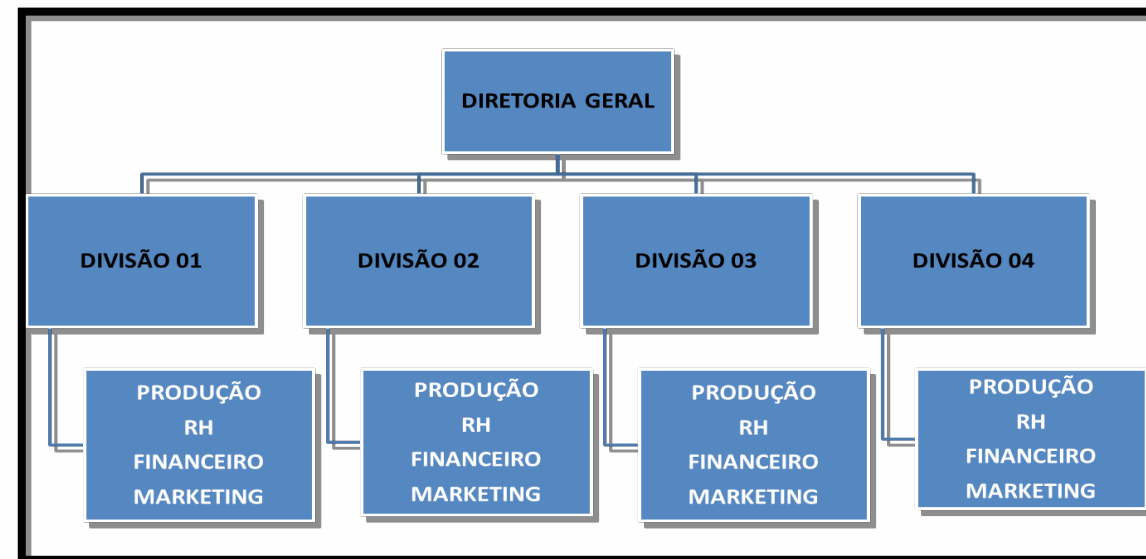 DIRETORIA GERAL
DIVISÃO 01
DIVISÃO 02
DIVISÃO 03
DIVISÃO 04
PRODUÇÃO
RH
FINANCEIRO
MARKETING
PRODUÇÃO
RH
FINANCEIRO
MARKETING
PRODUÇÃO
RH
FINANCEIRO
MARKETING
PRODUÇÃO
RH
FINANCEIRO
MARKETING